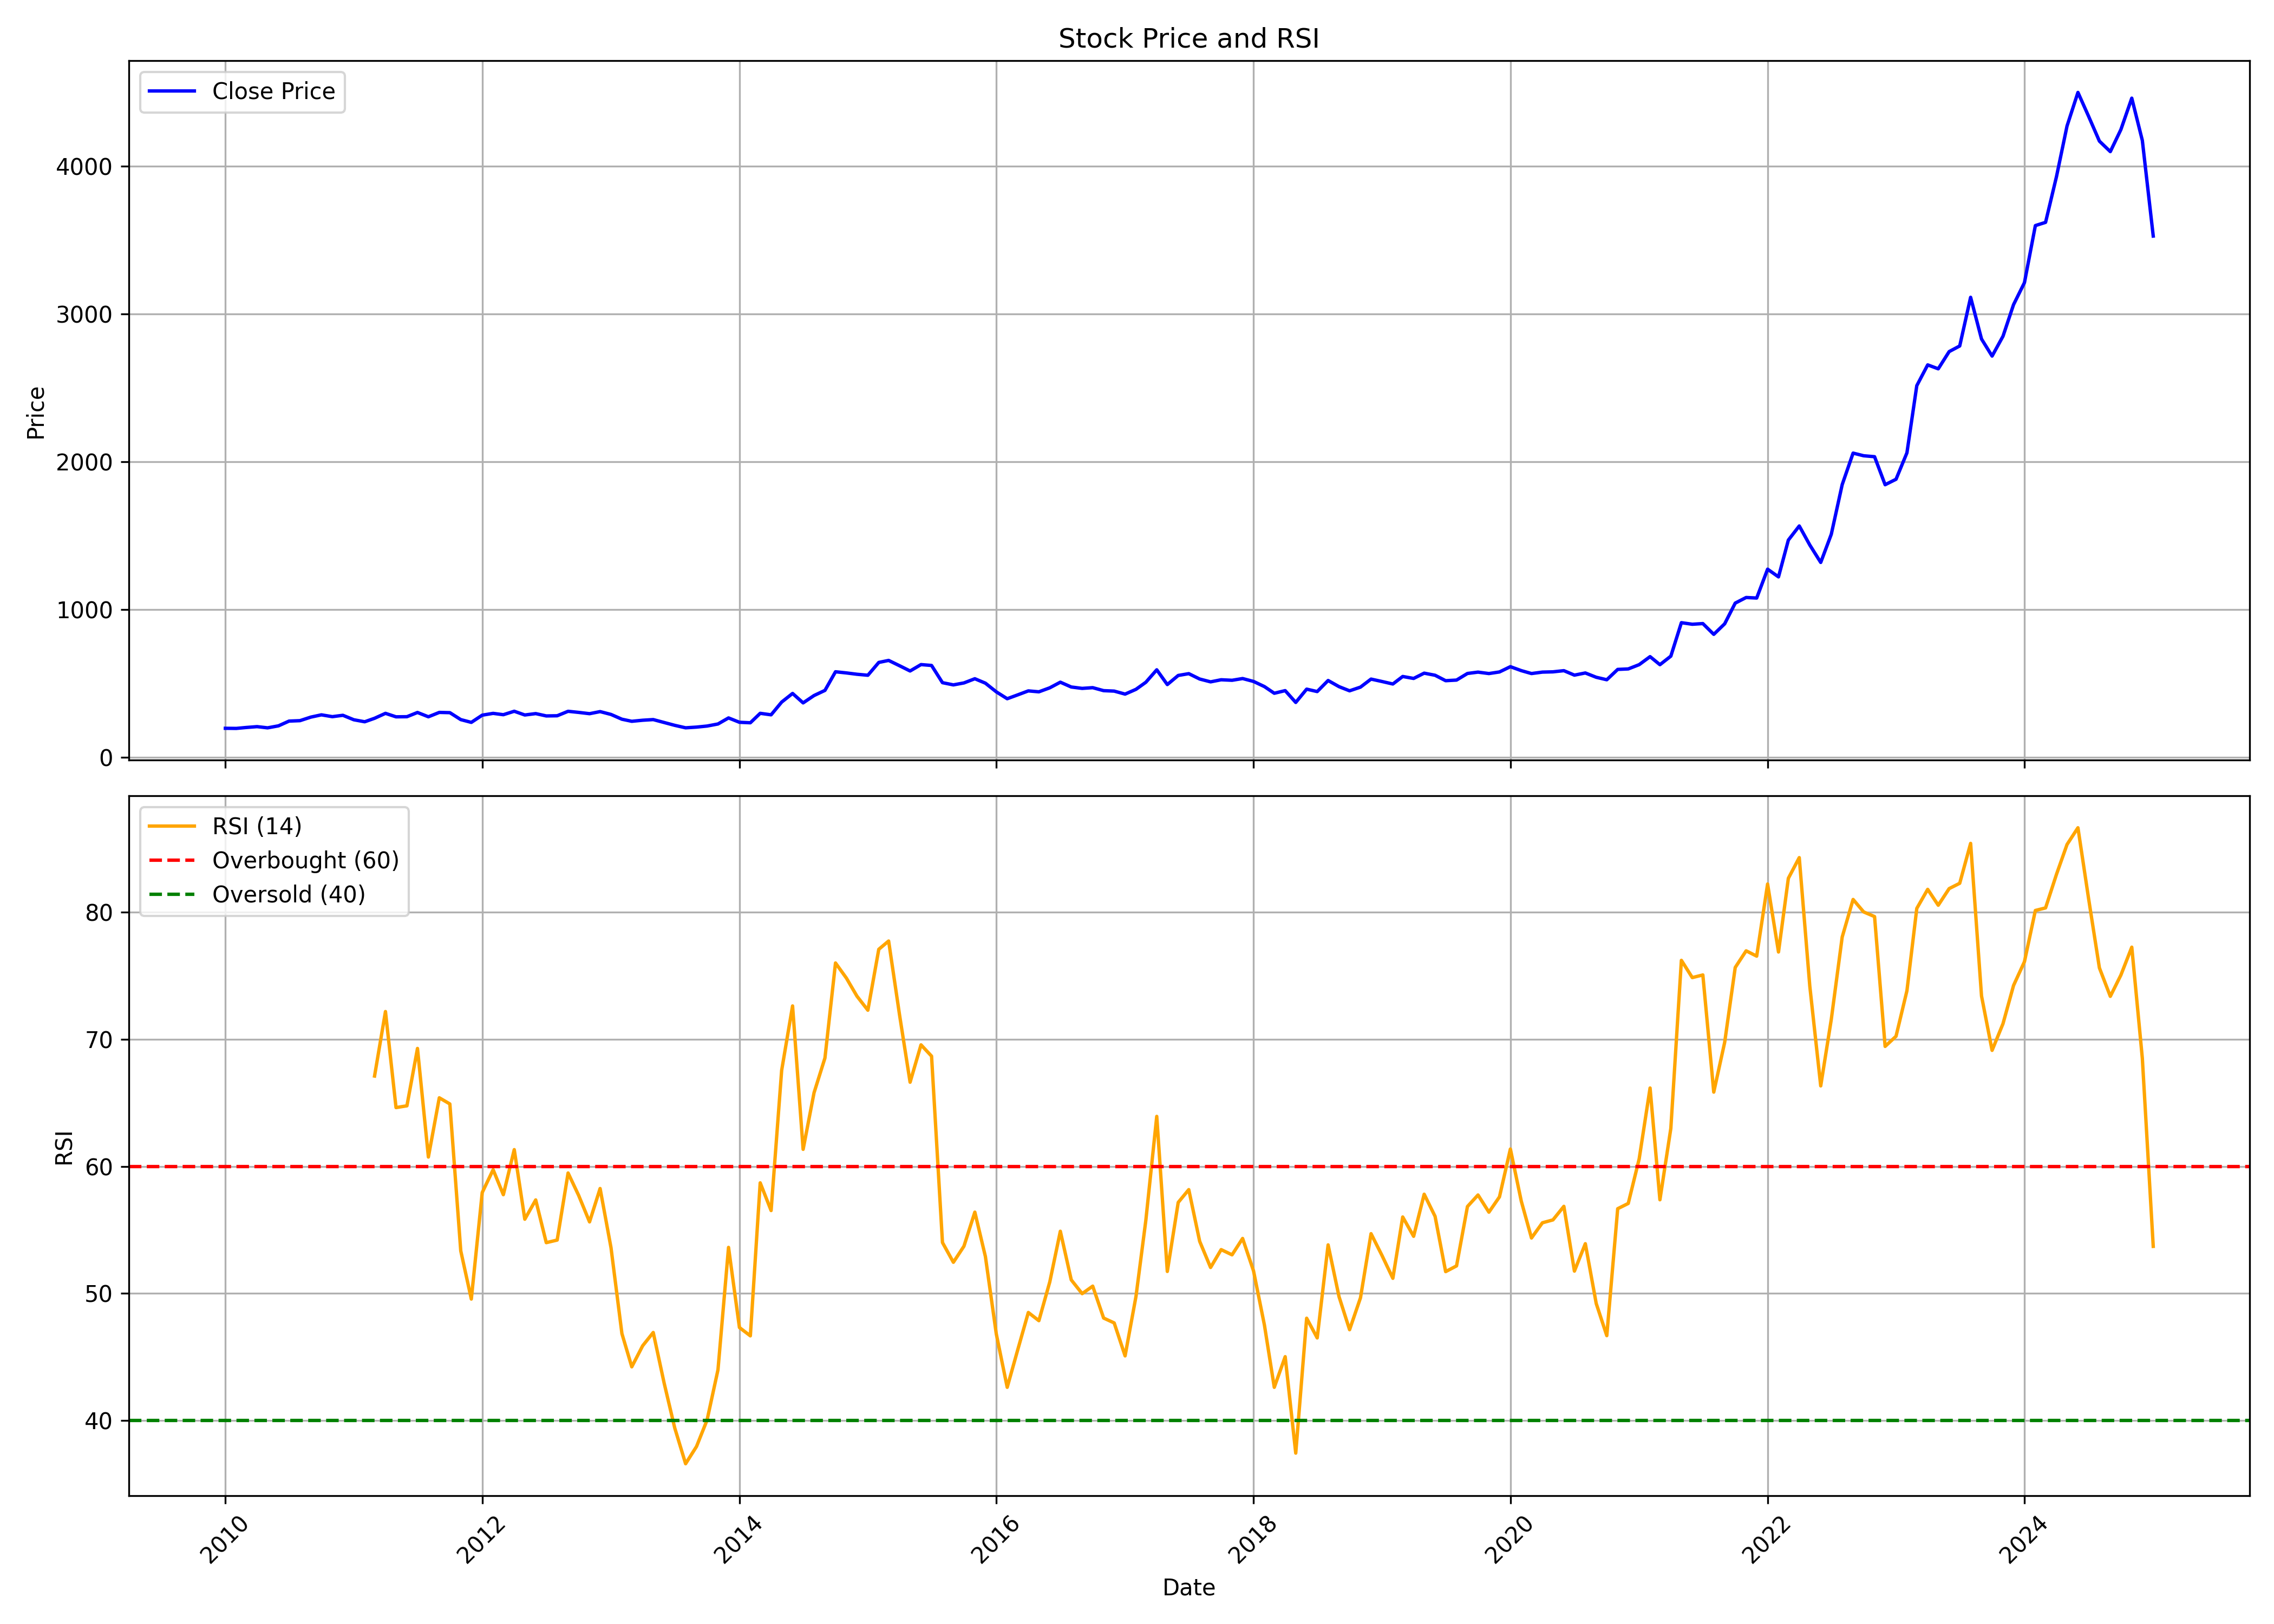 Stock Price and RSI
Close Price
Price
4000
3000
2000
1000
0
RSI (14)
Overbought (60)
Oversold (40)
RSI
80
70
60
50
40
2010
2012
2014
2016
2018
2020
2022
2024
Date